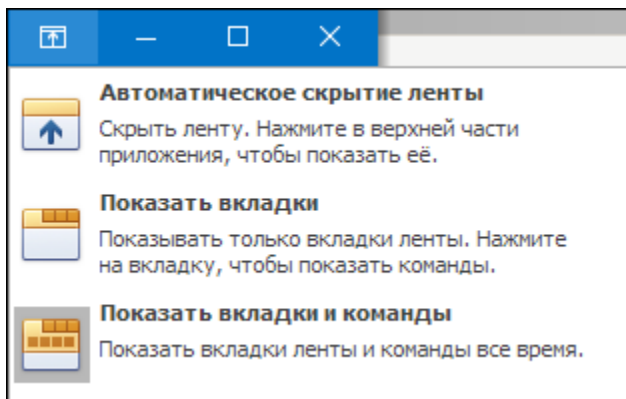 Автоматическое скрытие ленты
Скрыть ленту. Нажмите в верхней части
приложения, чтобы показать её.
Показать вкладки
Показывать только вкладки ленты. Нажмите
на вкладку, чтобы показать команды.
Показать вкладки и команды
Показать вкладки ленты и команды все время.